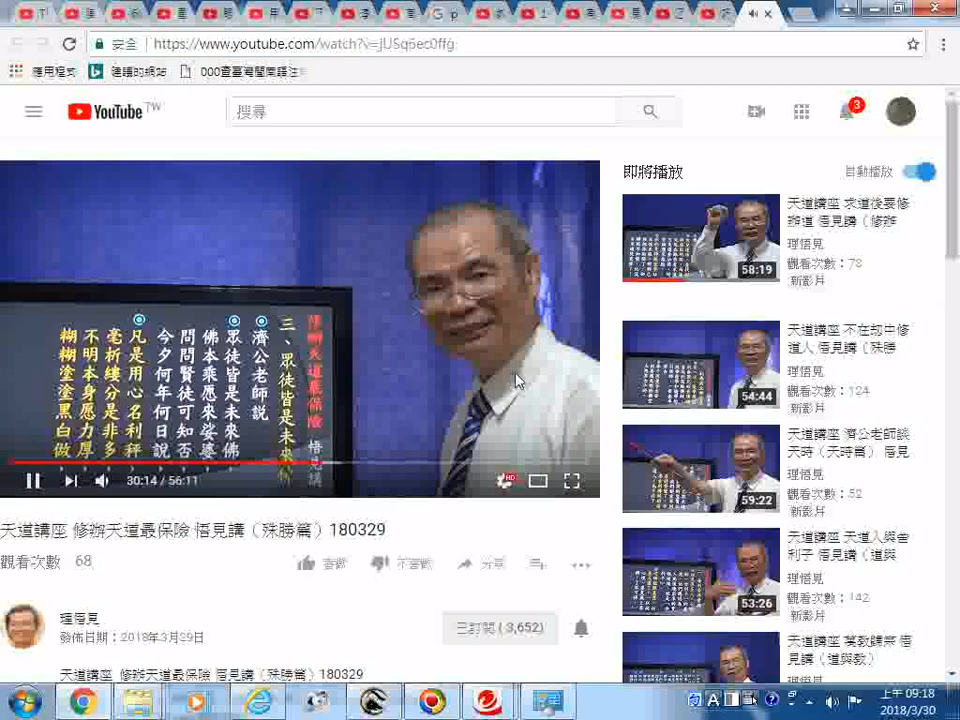 安全
https://www.youtube.com/watch?v=jUSq6ec0ffg
應用程式
建議的網站
YouTube TW
搜尋
3
三、眾徒皆是未來佛
濟公老師說
眾徒皆是未來佛
佛本乘愿來娑婆
問問賢徒可知否
今夕何年何日說
凡是用心名利秤
毫析縷分是非多
不明本身愿力厚
糊糊塗塗黑白做
30:14 / 56:11
HD
天道講座 修辦天道最保險 悟見講（殊勝篇）180329
觀看次數 68
喜歡
不喜歡
分享
理悟見
發佈日期：2018年3月29日
已訂閱 (3,652)
天道講座 修辦天道最保險 悟見講（殊勝篇）180329
即將播放
自動播放
58:19
天道講座 求道後要修
辦道 悟見講（修辦
理悟見
觀看次數：78
新影片
54:44
天道講座 不在劫中修
道人 悟見講（殊勝
理悟見
觀看次數：124
新影片
59:22
天道講座 濟公老師談
天時（天時篇） 悟見
理悟見
觀看次數：52
新影片
53:26
天道講座 天道入與舍
利子 悟見講（道與
理悟見
觀看次數：142
新影片
天道講座 萬教歸宗 悟
見講（道與教）
理悟見
上午 09:18
2018/3/30